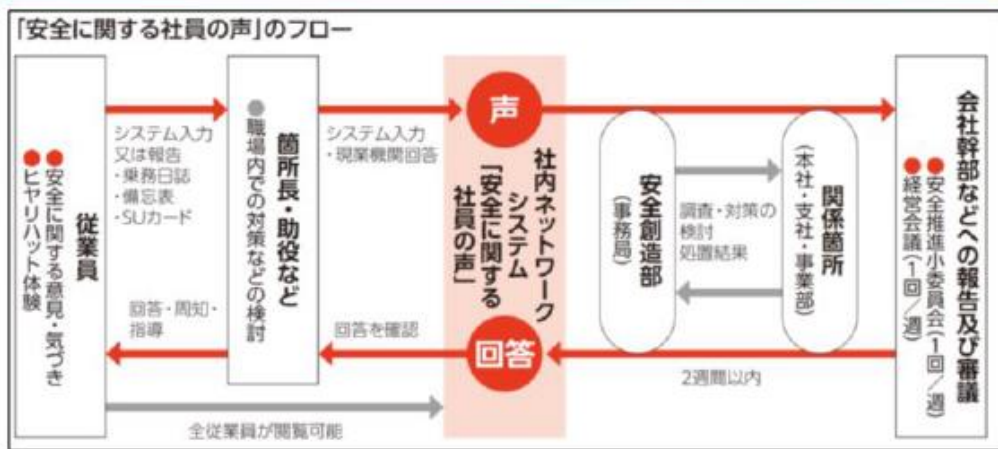 「安全に関する社員の声」のフロー
従業員
●安全に関する意見・気づき
●ヒヤリハット体験
システム入力
又は報告
・乗務日誌
・備忘表
・SUカード
回答・周知・
指導
箇所長・助役など
●職場内での対策などの検討
システム入力
・現業機関回答
回答を確認
声
社内ネットワーク
システム
「安全に関する
社員の声」
回答
安全創造部
(事務局)
調査・対策の
検討
処置結果
関係箇所
(本社・支社・事業部)
2週間以内
会社幹部などへの報告及び審議
●安全推進小委員会(1回/週)
●経営会議(1回/週)
全従業員が閲覧可能